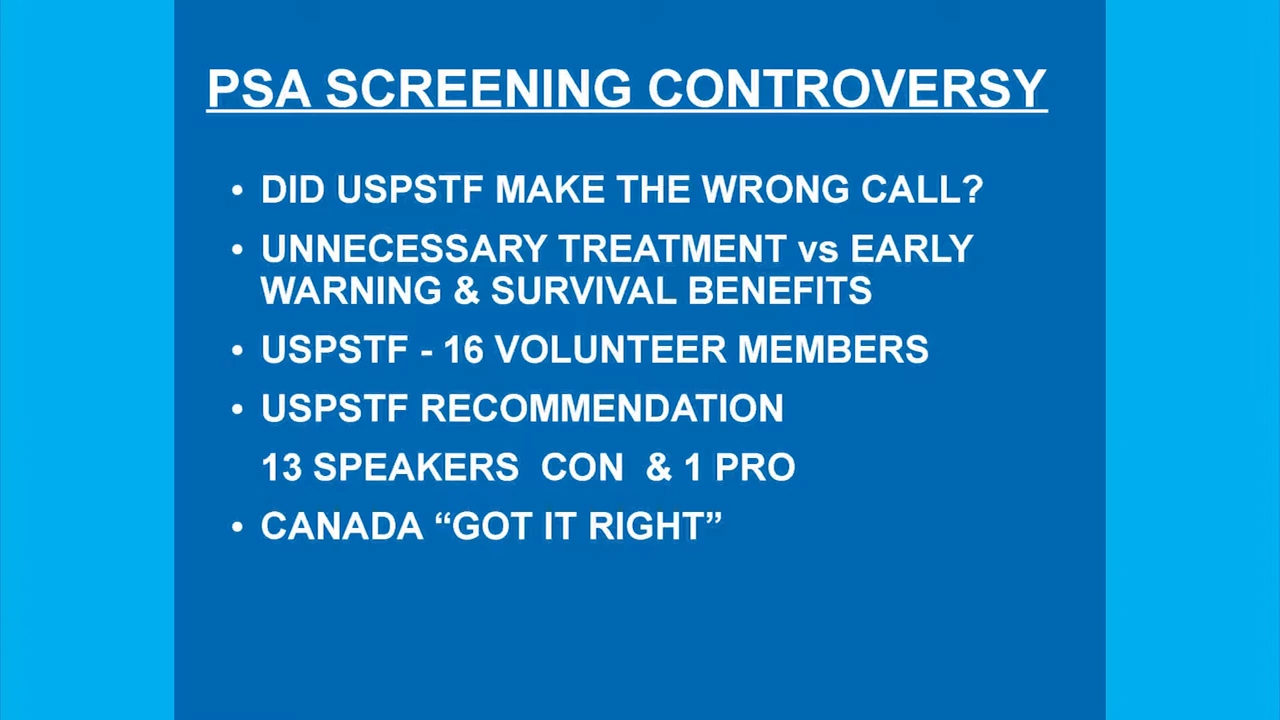 PSA SCREENING CONTROVERSY
• DID USPSTF MAKE THE WRONG CALL?
• UNNECESSARY TREATMENT vs EARLY
WARNING & SURVIVAL BENEFITS
• USPSTF - 16 VOLUNTEER MEMBERS
• USPSTF RECOMMENDATION
13 SPEAKERS CON & 1 PRO
• CANADA “GOT IT RIGHT”